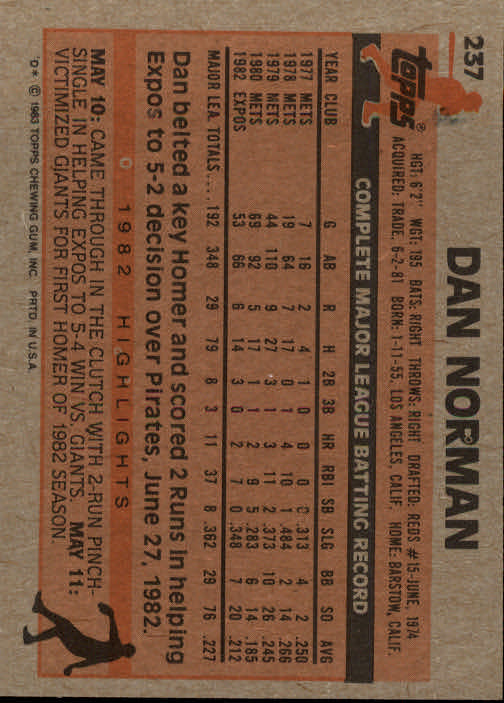 237
DAN NORMAN
topps®
HGT: 6'2" WGT: 195 BATS: RIGHT THROWS: RIGHT DRAFTED: REDS #15-JUNE, 1974
ACQUIRED: TRADE, 6-2-81 BORN: 1-11-55, LOS ANGELES, CALIF. HOME: BARSTOW, CALIF.
COMPLETE MAJOR LEAGUE BATTING RECORD
YEAR CLUB G AB R H 2B 3B HR RBI SB SLG BB SO AVG
1977 METS 7 16 2 4 1 0 0 0 0 .313 4 2 .250
1978 METS 19 64 7 17 0 1 4 10 1 .484 2 14 .266
1979 METS 44 110 9 27 3 1 3 11 2 .373 10 26 .245
1980 METS 69 92 5 17 1 1 2 9 5 .283 6 14 .185
1982 EXPOS 53 66 6 14 3 0 2 7 0 .348 7 20 .212
MAJOR LEA. TOTALS.... 192 348 29 79 8 3 11 37 8 .362 29 76 .227
Dan belted a key Homer and scored 2 Runs in helping
Expos to 5-2 decision over Pirates, June 27, 1982.
1982 HIGHLIGHTS
MAY 10: CAME THROUGH IN THE CLUTCH WITH 2-RUN PINCH-
SINGLE IN HELPING EXPOS TO 5-4 WIN VS. GIANTS. MAY 11:
VICTIMIZED GIANTS FOR FIRST HOMER OF 1982 SEASON.
'D* © 1983 TOPPS CHEWING GUM, INC. PRTD. IN U.S.A.